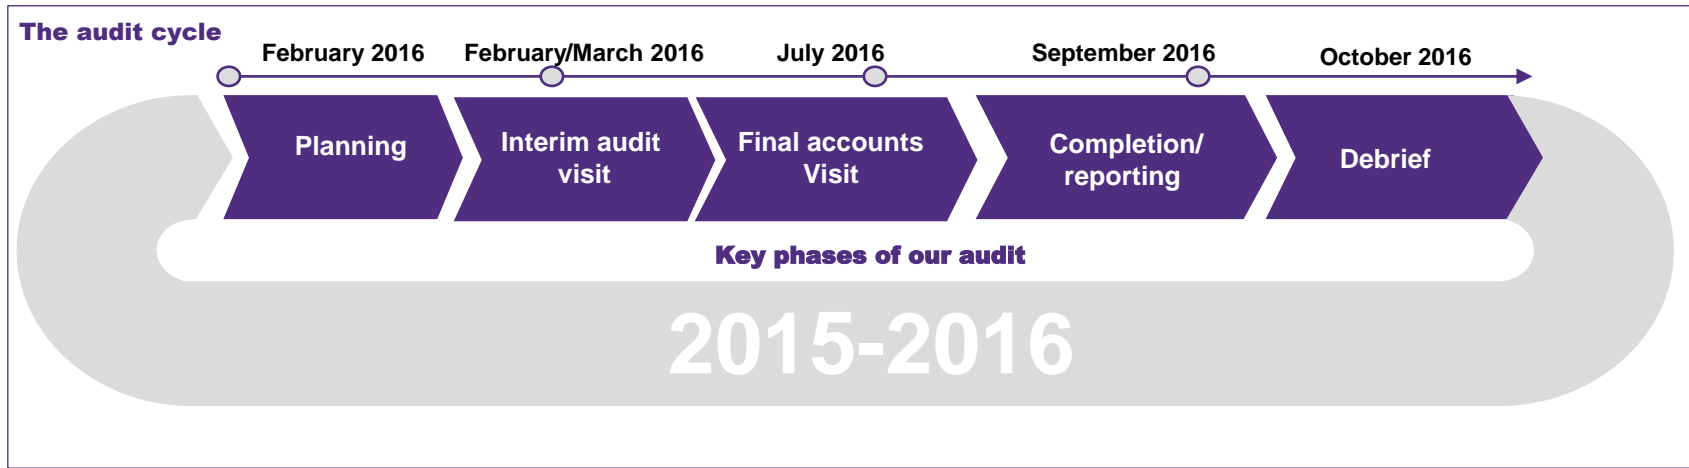 The audit cycle
February 2016
February/March 2016
July 2016
September 2016
October 2016
Planning
Interim audit
visit
Final accounts
Visit
Completion/
reporting
Debrief
Key phases of our audit
2015-2016